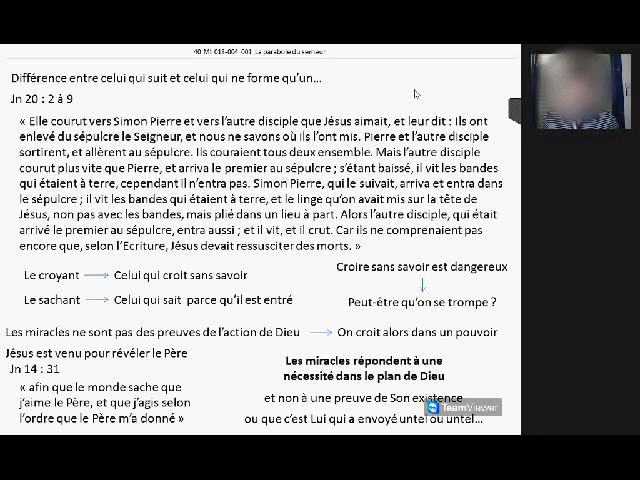 40 Mt 013-004 001 La parabole du semeur
Différence entre celui qui suit et celui qui ne forme qu'un...
Jn 20 : 2 à 9
« Elle courut vers Simon Pierre et vers l'autre disciple que Jésus aimait, et leur dit : Ils ont
enlevé du sépulcre le Seigneur, et nous ne savons où ils l'ont mis. Pierre et l'autre disciple
sortirent, et allèrent au sépulcre. Ils couraient tous deux ensemble. Mais l'autre disciple
courut plus vite que Pierre, et arriva le premier au sépulcre ; s'étant baissé, il vit les bandes
qui étaient à terre, cependant il n'entra pas. Simon Pierre, qui le suivait, arriva et entra dans
le sépulcre ; il vit les bandes qui étaient à terre, et le linge qu'on avait mis sur la tête de
Jésus, non pas avec les bandes, mais plié dans un lieu à part. Alors l'autre disciple, qui était
arrivé le premier au sépulcre, entra aussi ; et il vit, et il crut. Car ils ne comprenaient pas
encore que, selon l'Ecriture, Jésus devait ressusciter des morts. »
Le croyant → Celui qui croit sans savoir
Croire sans savoir est dangereux
Le sachant → Celui qui sait parce qu'il est entré
Peut-être qu'on se trompe ?
Les miracles ne sont pas des preuves de l'action de Dieu → On croit alors dans un pouvoir
Jésus est venu pour révéler le Père
Jn 14 : 31
« afin que le monde sache que
j'aime le Père, et que j'agis selon
l'ordre que le Père m'a donné »
Les miracles répondent à une
nécessité dans le plan de Dieu
et non à une preuve de Son existence
TeamViewer
ou que c'est Lui qui a envoyé untel ou untel...